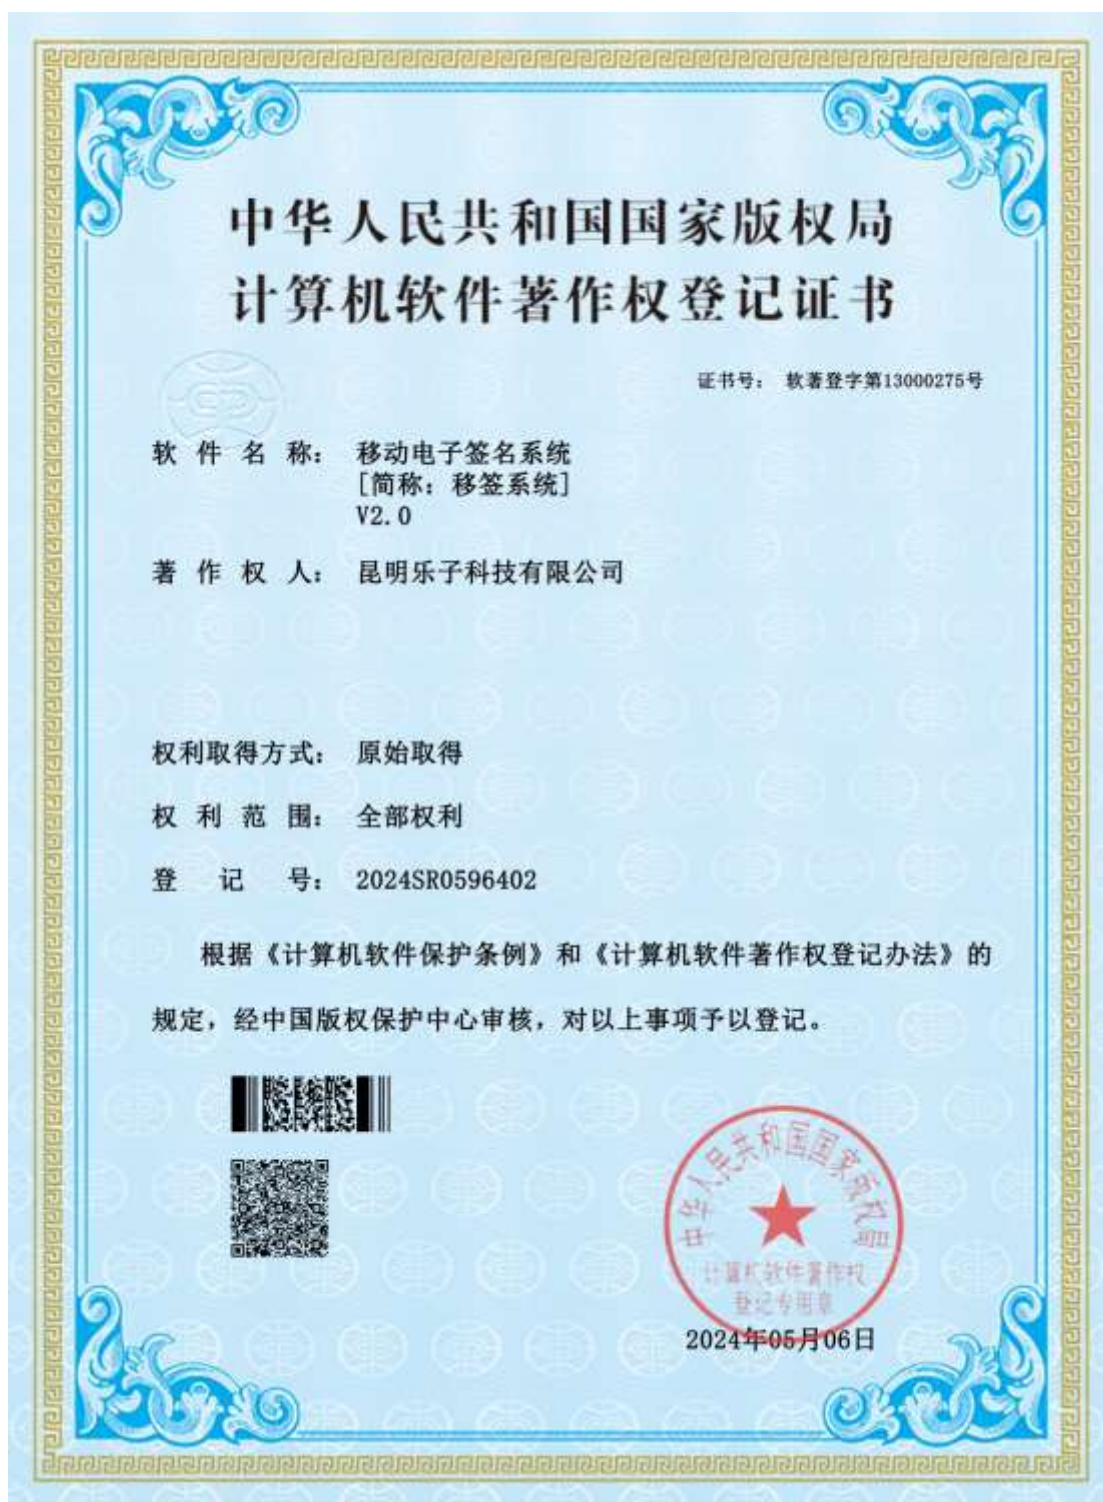 中华人民共和国国家版权局
计算机软件著作权登记证书
证书号: 软著登字第13000275号
软件名称: 移动电子签名系统
[简称: 移签系统]
V2.0
著作权人: 昆明乐子科技有限公司
权利取得方式: 原始取得
权利范围: 全部权利
登记号: 2024SR0596402
根据《计算机软件保护条例》和《计算机软件著作权登记办法》的
规定,经中国版权保护中心审核,对以上事项予以登记。
中华人民共和国国家版权局
计算机软件著作权
登记专用章
2024年05月06日